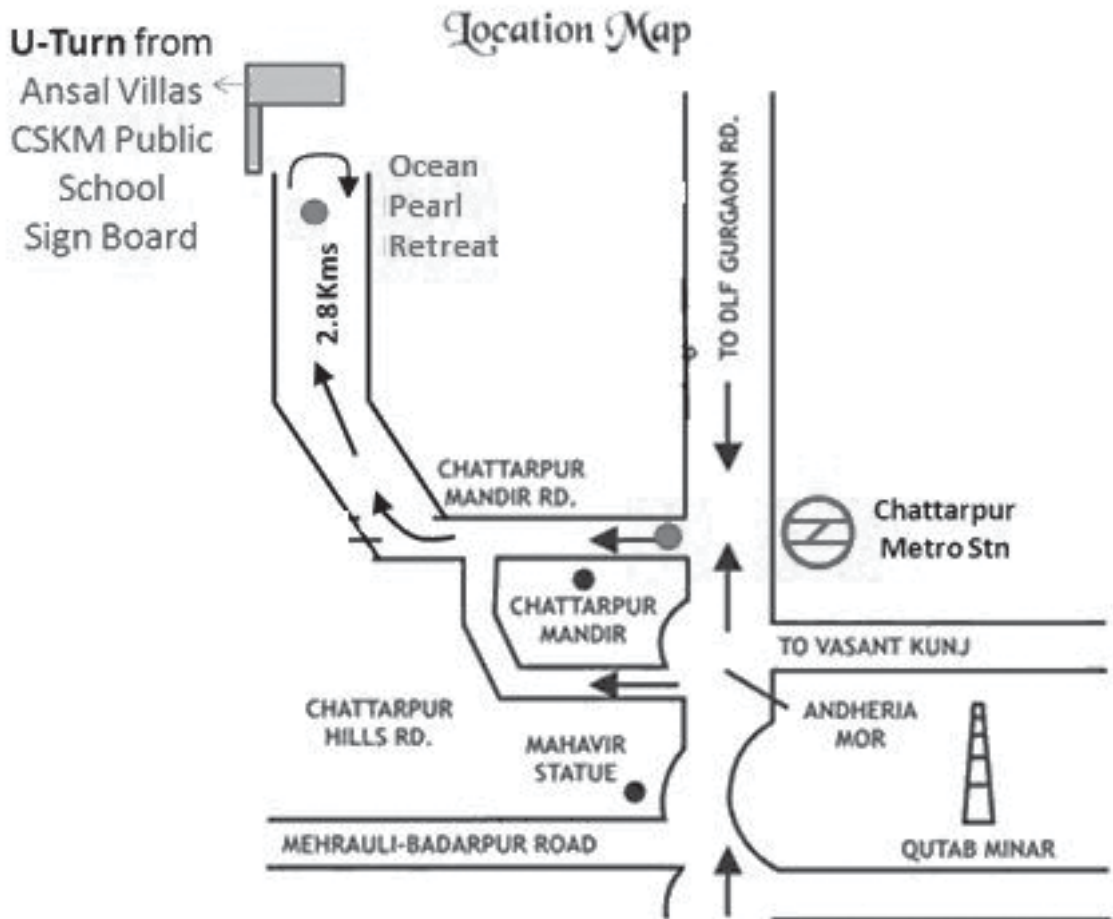 Location Map
U-Turn from
Ansal Villas
CSKM Public
School
Sign Board
Ocean
Pearl
Retreat
2.8 Kms
TO DLF GURGAON RD.
CHATTARPUR
MANDIR RD.
Chattarpur
Metro Stn
CHATTARPUR
MANDIR
TO VASANT KUNJ
CHATTARPUR
HILLS RD.
MAHAVIR
STATUE
ANDHERIA
MOR
MEHRAULI-BADARPUR ROAD
QUTAB MINAR